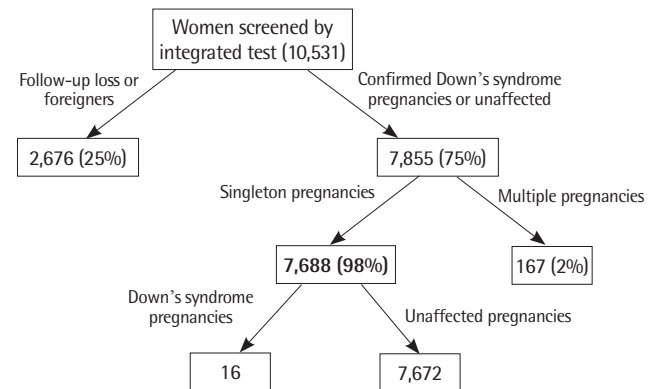 Women screened by
integrated test (10,531)
Follow-up loss or
foreigners
Confirmed Down's syndrome
pregnancies or unaffected
2,676 (25%)
7,855 (75%)
Singleton pregnancies
Multiple pregnancies
7,688 (98%)
167 (2%)
Down's syndrome
pregnancies
Unaffected pregnancies
16
7,672